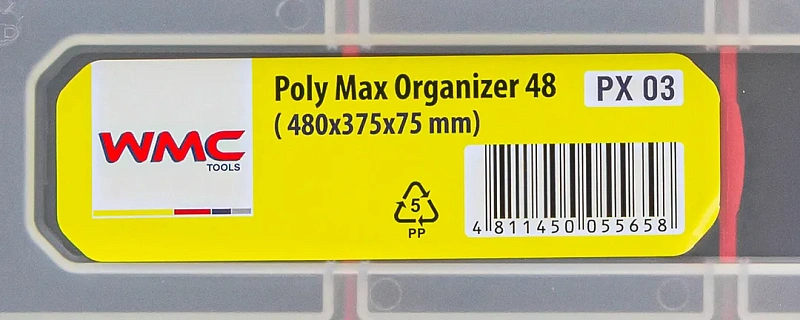 WMC
TOOLS
Poly Max Organizer 48
PX 03
( 480x375x75 mm)
5
PP
4 811450 055658